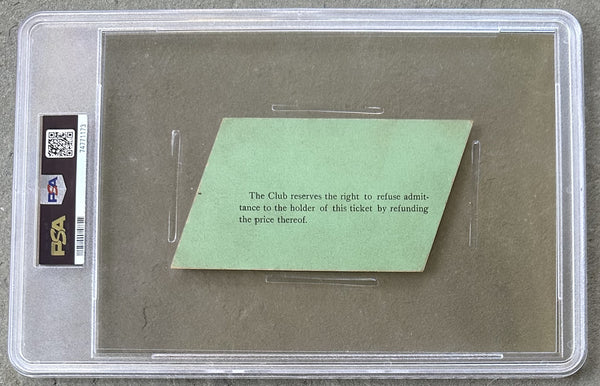 The Club reserves the right to refuse admit-
tance to the holder of this ticket by refunding
the price thereof.
74771173
PSA
PSA